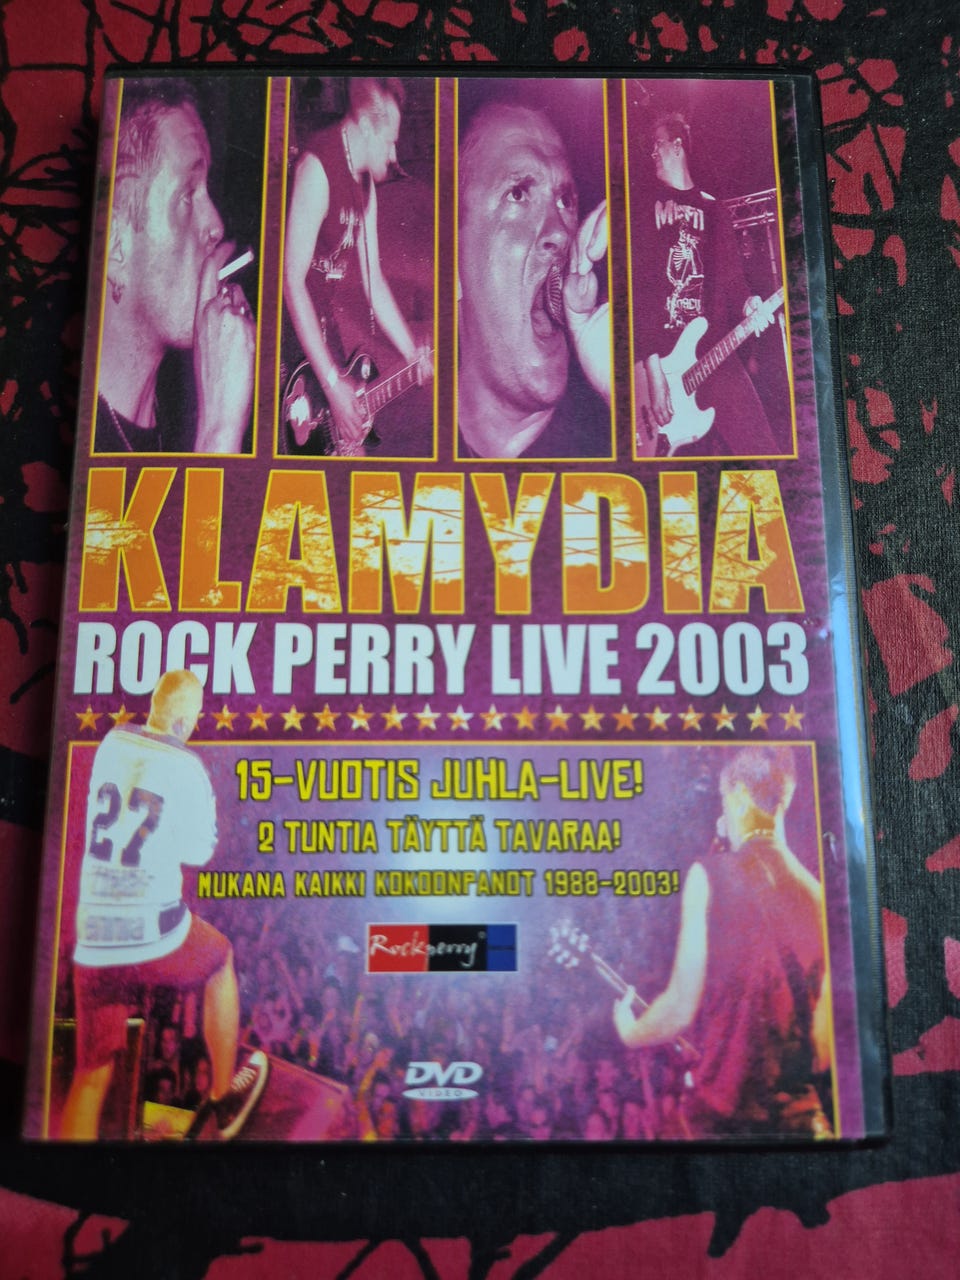 KLAMYDIA
ROCK PERRY LIVE 2003
15-VUOTIS JUHLA-LIVE!
2 TUNTIA TÄYTTÄ TAVARAA!
MUKANA KAIKKI KOKOONPANOT 1988-2003!
27
Rockperry
DVD
VIDEO